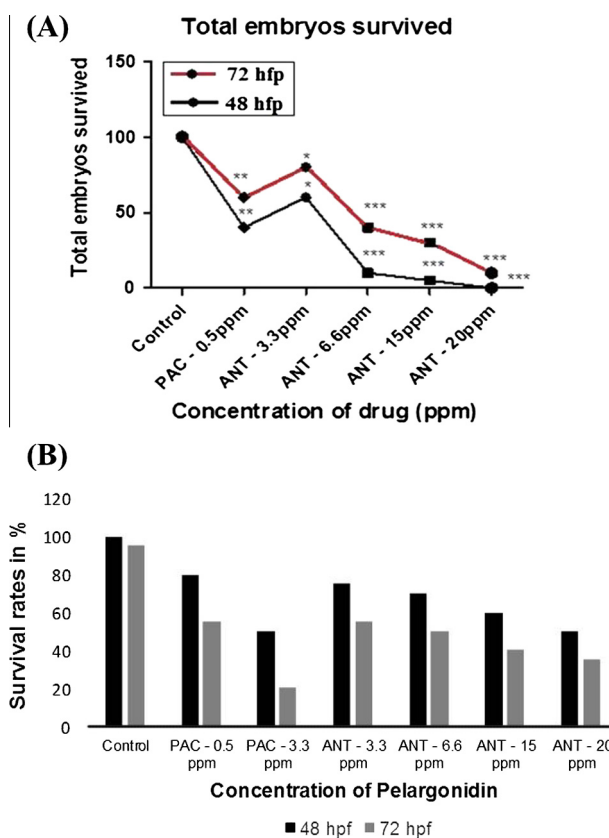 (A)
Total embryos survived
Total embryos survived
150
100
50
0
72 hfp
48 hfp
**
**
*
*
***
***
***
***
***
***
Control
PAC - 0.5ppm
ANT - 3.3ppm
ANT - 6.6ppm
ANT - 15ppm
ANT - 20ppm
Concentration of drug (ppm)
(B)
Survival rates in %
120
100
80
60
40
20
0
Control
PAC - 0.5 ppm
PAC - 3.3 ppm
ANT - 3.3 ppm
ANT - 6.6 ppm
ANT - 15 ppm
ANT - 20 ppm
Concentration of Pelargonidin
48 hpf
72 hpf